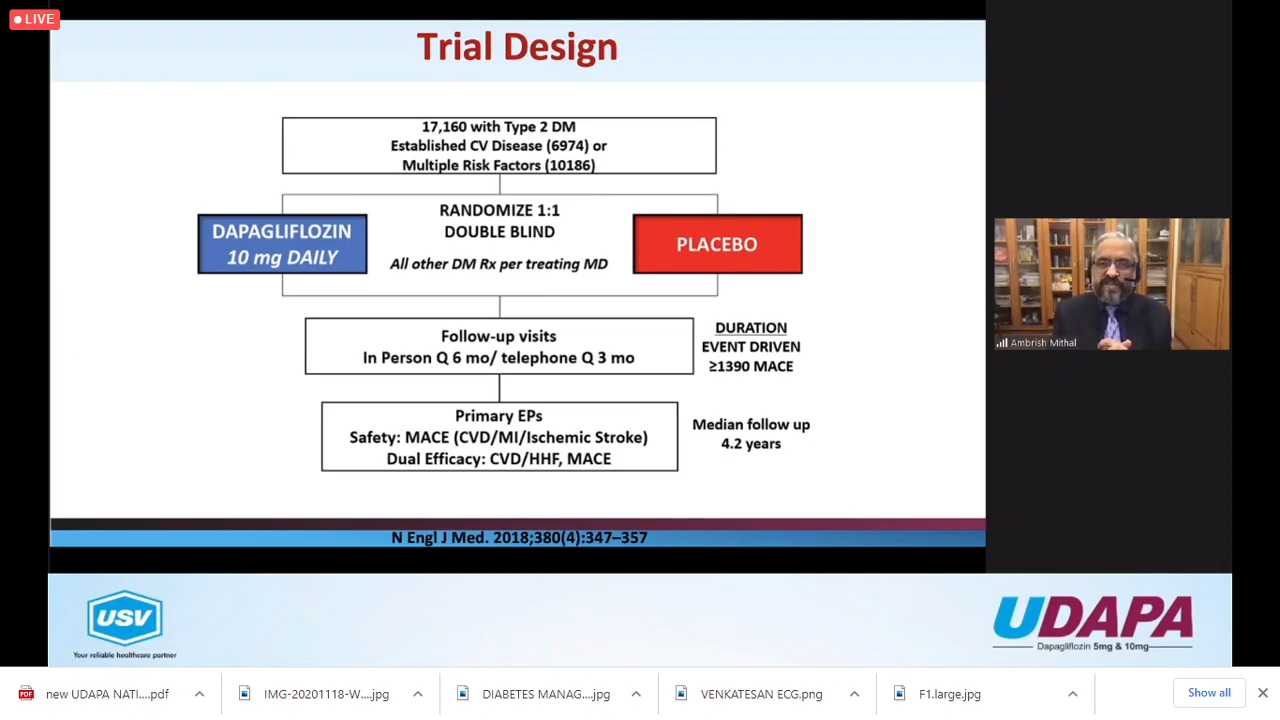 LIVE
Trial Design
17,160 with Type 2 DM
Established CV Disease (6974) or
Multiple Risk Factors (10186)
RANDOMIZE 1:1
DOUBLE BLIND
All other DM Rx per treating MD
DAPAGLIFLOZIN
10 mg DAILY
PLACEBO
Follow-up visits
In Person Q 6 mo/ telephone Q 3 mo
DURATION
EVENT DRIVEN
≥1390 MACE
Primary EPs
Safety: MACE (CVD/MI/Ischemic Stroke)
Dual Efficacy: CVD/HHF, MACE
Median follow up
4.2 years
N Engl J Med. 2018;380(4):347–357
Ambrish Mithal
USV
Your reliable healthcare partner
UDAPA
Dapagliflozin 5mg & 10mg
PDF
new UDAPA NATI....pdf
IMG-20201118-W....jpg
DIABETES MANAG....jpg
VENKATESAN ECG.png
F1.large.jpg
Show all